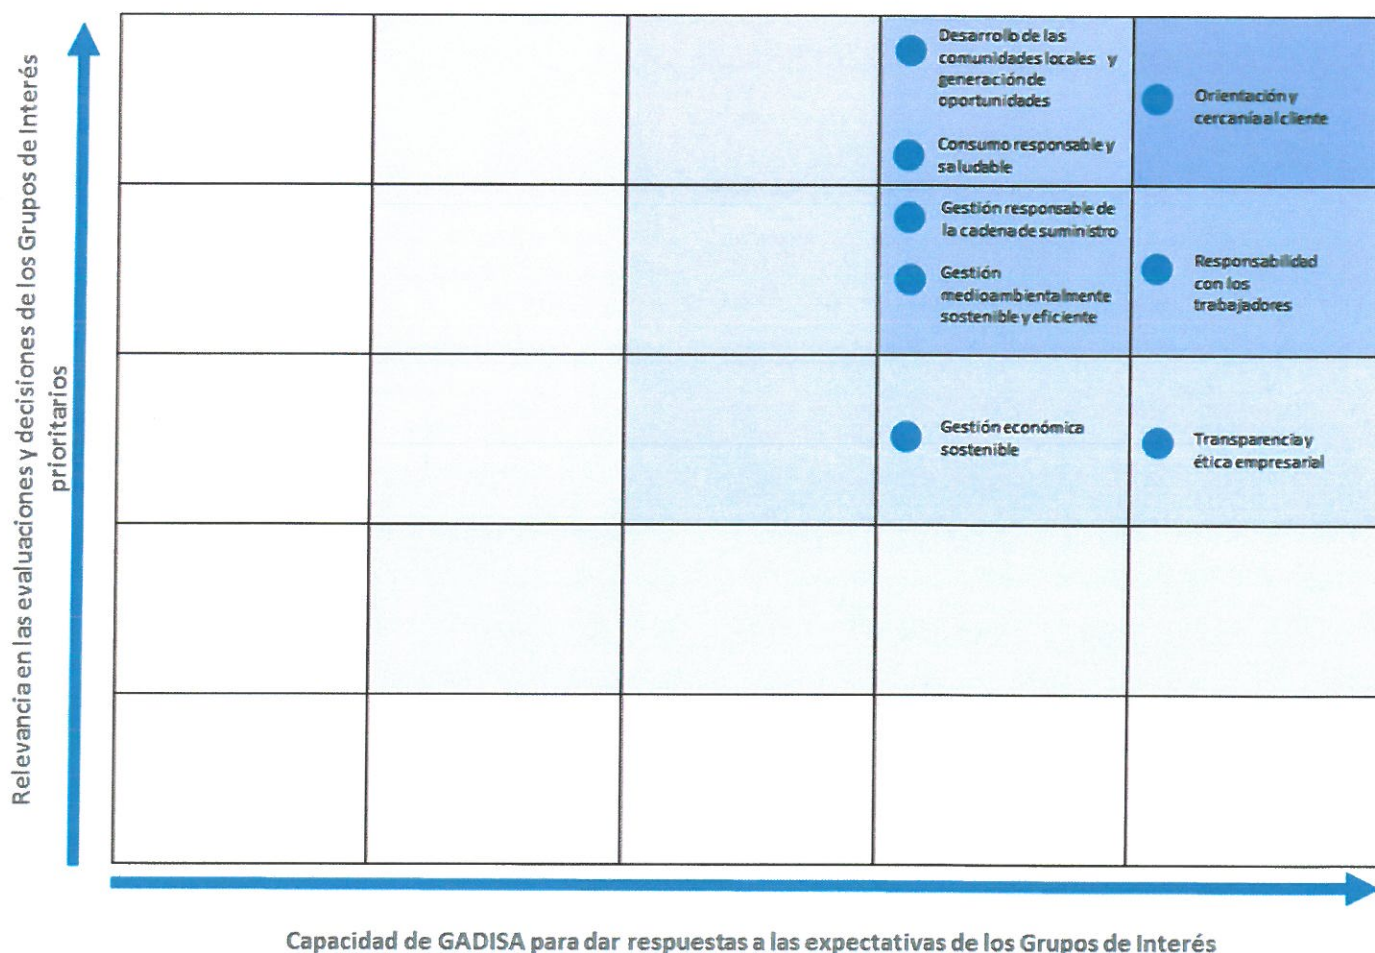 Relevancia en las evaluaciones y decisiones de los Grupos de Interés
prioritarios
Desarrollo de las
comunidades locales y
generación de
oportunidades
Consumo responsable y
saludable
Orientación y
cercanía al cliente
Gestión responsable de
la cadena de suministro
Gestión
medioambientalmente
sostenible y eficiente
Responsabilidad
con los
trabajadores
Gestión económica
sostenible
Transparencia y
ética empresarial
Capacidad de GADISA para dar respuestas a las expectativas de los Grupos de Interés